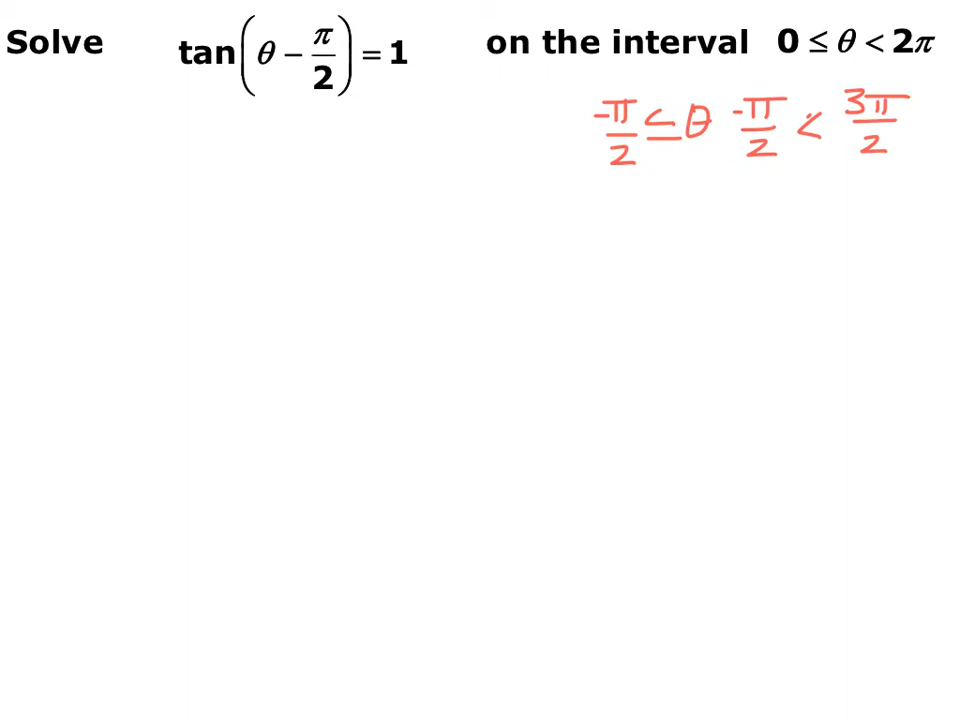 Solve tan(θ − π/2) = 1 on the interval 0 ≤ θ < 2π
-π/2 ≤ θ -π/2 < 3π/2